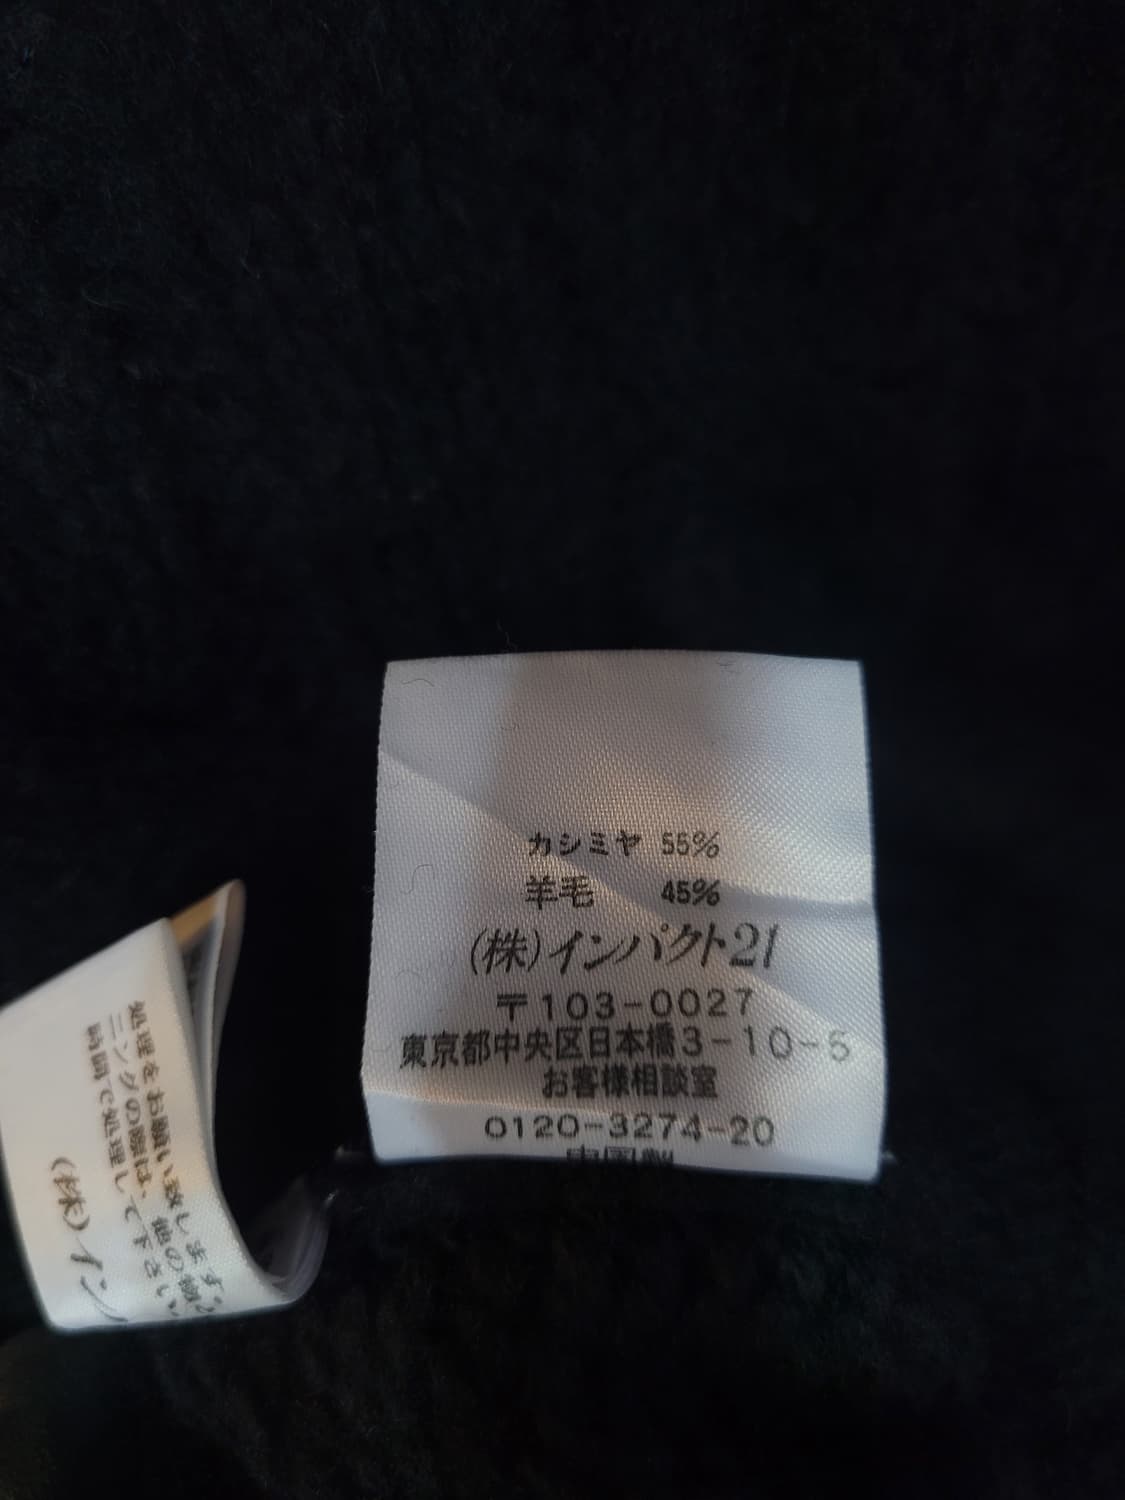 カシミヤ 55%
羊毛 45%
(株)インパクト21
〒103-0027
東京都中央区日本橋3-10-5
お客様相談室
0120-3274-20
中国製
処理をお願い致します。
ニングの際は、他の物
時間で処理して下さい
(株)イン